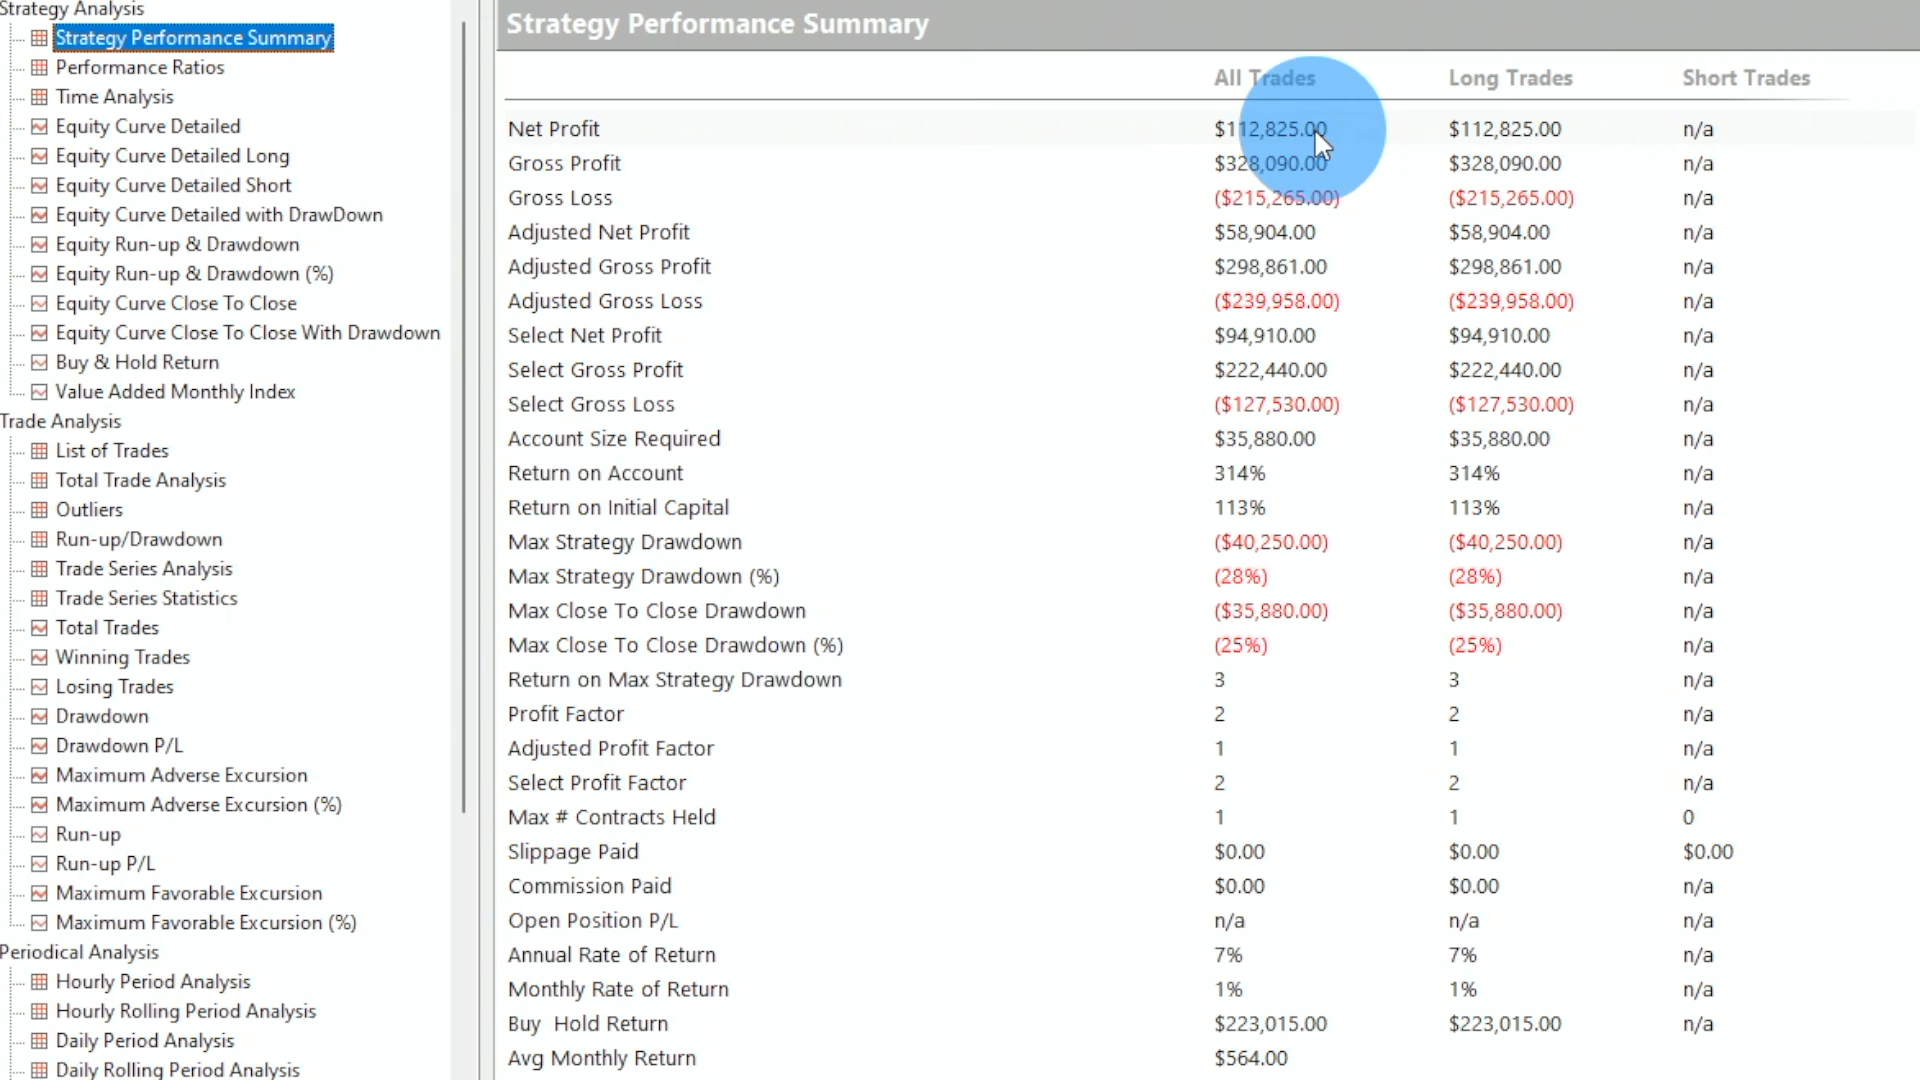 Strategy Analysis
Strategy Performance Summary
Performance Ratios
Time Analysis
Equity Curve Detailed
Equity Curve Detailed Long
Equity Curve Detailed Short
Equity Curve Detailed with DrawDown
Equity Run-up & Drawdown
Equity Run-up & Drawdown (%)
Equity Curve Close To Close
Equity Curve Close To Close With Drawdown
Buy & Hold Return
Value Added Monthly Index
Trade Analysis
List of Trades
Total Trade Analysis
Outliers
Run-up/Drawdown
Trade Series Analysis
Trade Series Statistics
Total Trades
Winning Trades
Losing Trades
Drawdown
Drawdown P/L
Maximum Adverse Excursion
Maximum Adverse Excursion (%)
Run-up
Run-up P/L
Maximum Favorable Excursion
Maximum Favorable Excursion (%)
Periodical Analysis
Hourly Period Analysis
Hourly Rolling Period Analysis
Daily Period Analysis
Daily Rolling Period Analysis
Strategy Performance Summary
All Trades Long Trades Short Trades
Net Profit $112,825.00 $112,825.00 n/a
Gross Profit $328,090.00 $328,090.00 n/a
Gross Loss ($215,265.00) ($215,265.00) n/a
Adjusted Net Profit $58,904.00 $58,904.00 n/a
Adjusted Gross Profit $298,861.00 $298,861.00 n/a
Adjusted Gross Loss ($239,958.00) ($239,958.00) n/a
Select Net Profit $94,910.00 $94,910.00 n/a
Select Gross Profit $222,440.00 $222,440.00 n/a
Select Gross Loss ($127,530.00) ($127,530.00) n/a
Account Size Required $35,880.00 $35,880.00 n/a
Return on Account 314% 314% n/a
Return on Initial Capital 113% 113% n/a
Max Strategy Drawdown ($40,250.00) ($40,250.00) n/a
Max Strategy Drawdown (%) (28%) (28%) n/a
Max Close To Close Drawdown ($35,880.00) ($35,880.00) n/a
Max Close To Close Drawdown (%) (25%) (25%) n/a
Return on Max Strategy Drawdown 3 3 n/a
Profit Factor 2 2 n/a
Adjusted Profit Factor 1 1 n/a
Select Profit Factor 2 2 n/a
Max # Contracts Held 1 1 0
Slippage Paid $0.00 $0.00 $0.00
Commission Paid $0.00 $0.00 n/a
Open Position P/L n/a n/a n/a
Annual Rate of Return 7% 7% n/a
Monthly Rate of Return 1% 1% n/a
Buy Hold Return $223,015.00 $223,015.00 n/a
Avg Monthly Return $564.00